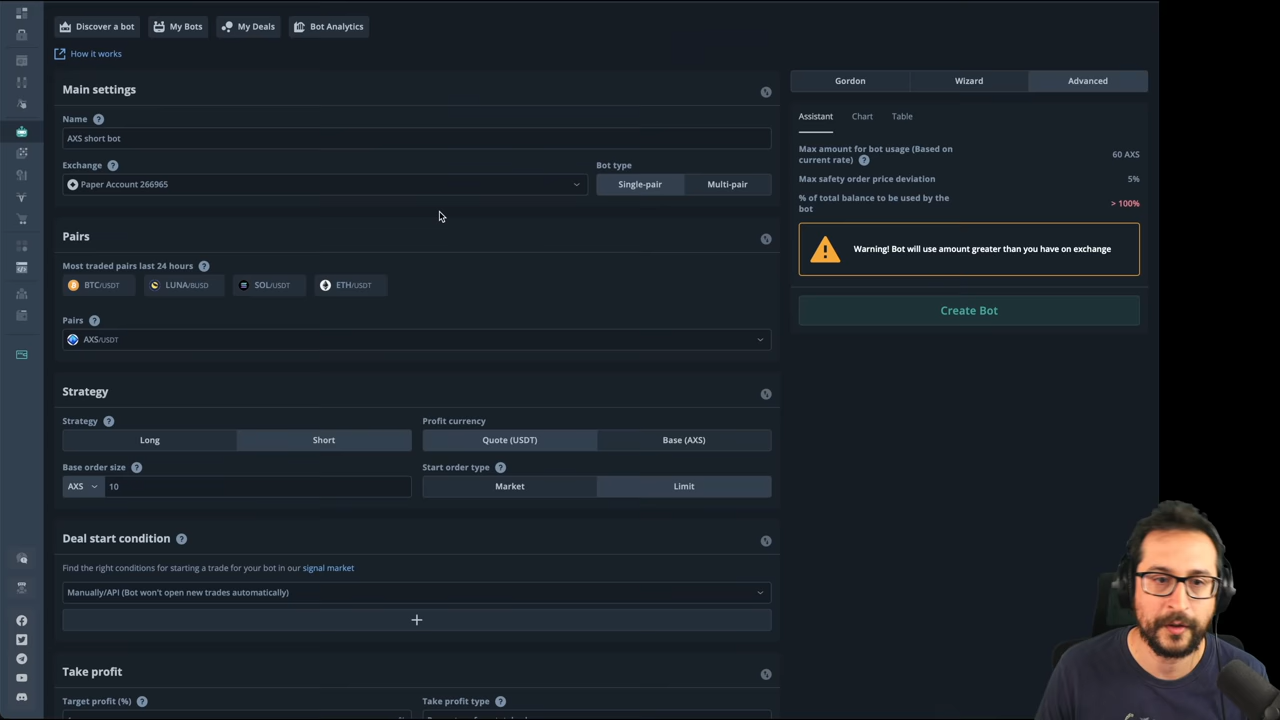 Discover a bot
My Bots
My Deals
Bot Analytics
How it works
Main settings
Name ?
AXS short bot
Exchange ?
Bot type
Paper Account 266965
Single-pair
Multi-pair
Pairs
Most traded pairs last 24 hours ?
BTC/USDT
LUNA/BUSD
SOL/USDT
ETH/USDT
Pairs ?
AXS/USDT
Strategy
Strategy ?
Profit currency
Long
Short
Quote (USDT)
Base (AXS)
Base order size ?
Start order type ?
AXS
10
Market
Limit
Deal start condition ?
Find the right conditions for starting a trade for your bot in our signal market
Manually/API (Bot won't open new trades automatically)
+
Take profit
Target profit (%) ?
Take profit type ?
Gordon
Wizard
Advanced
Assistant
Chart
Table
Max amount for bot usage (Based on
current rate) ?
60 AXS
Max safety order price deviation
5%
% of total balance to be used by the
bot
> 100%
Warning! Bot will use amount greater than you have on exchange
Create Bot